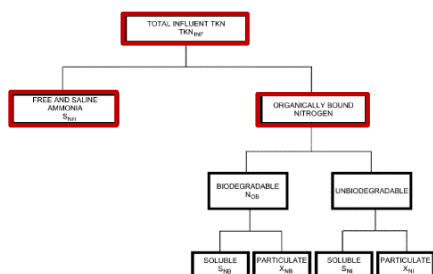 TOTAL INFLUENT TKN
TKN_INF
FREE AND SALINE
AMMONIA
S_NH
ORGANICALLY BOUND
NITROGEN
BIODEGRADABLE
N_OB
UNBIODEGRADABLE
SOLUBLE
S_NB
PARTICULATE
X_NB
SOLUBLE
S_NI
PARTICULATE
X_NI